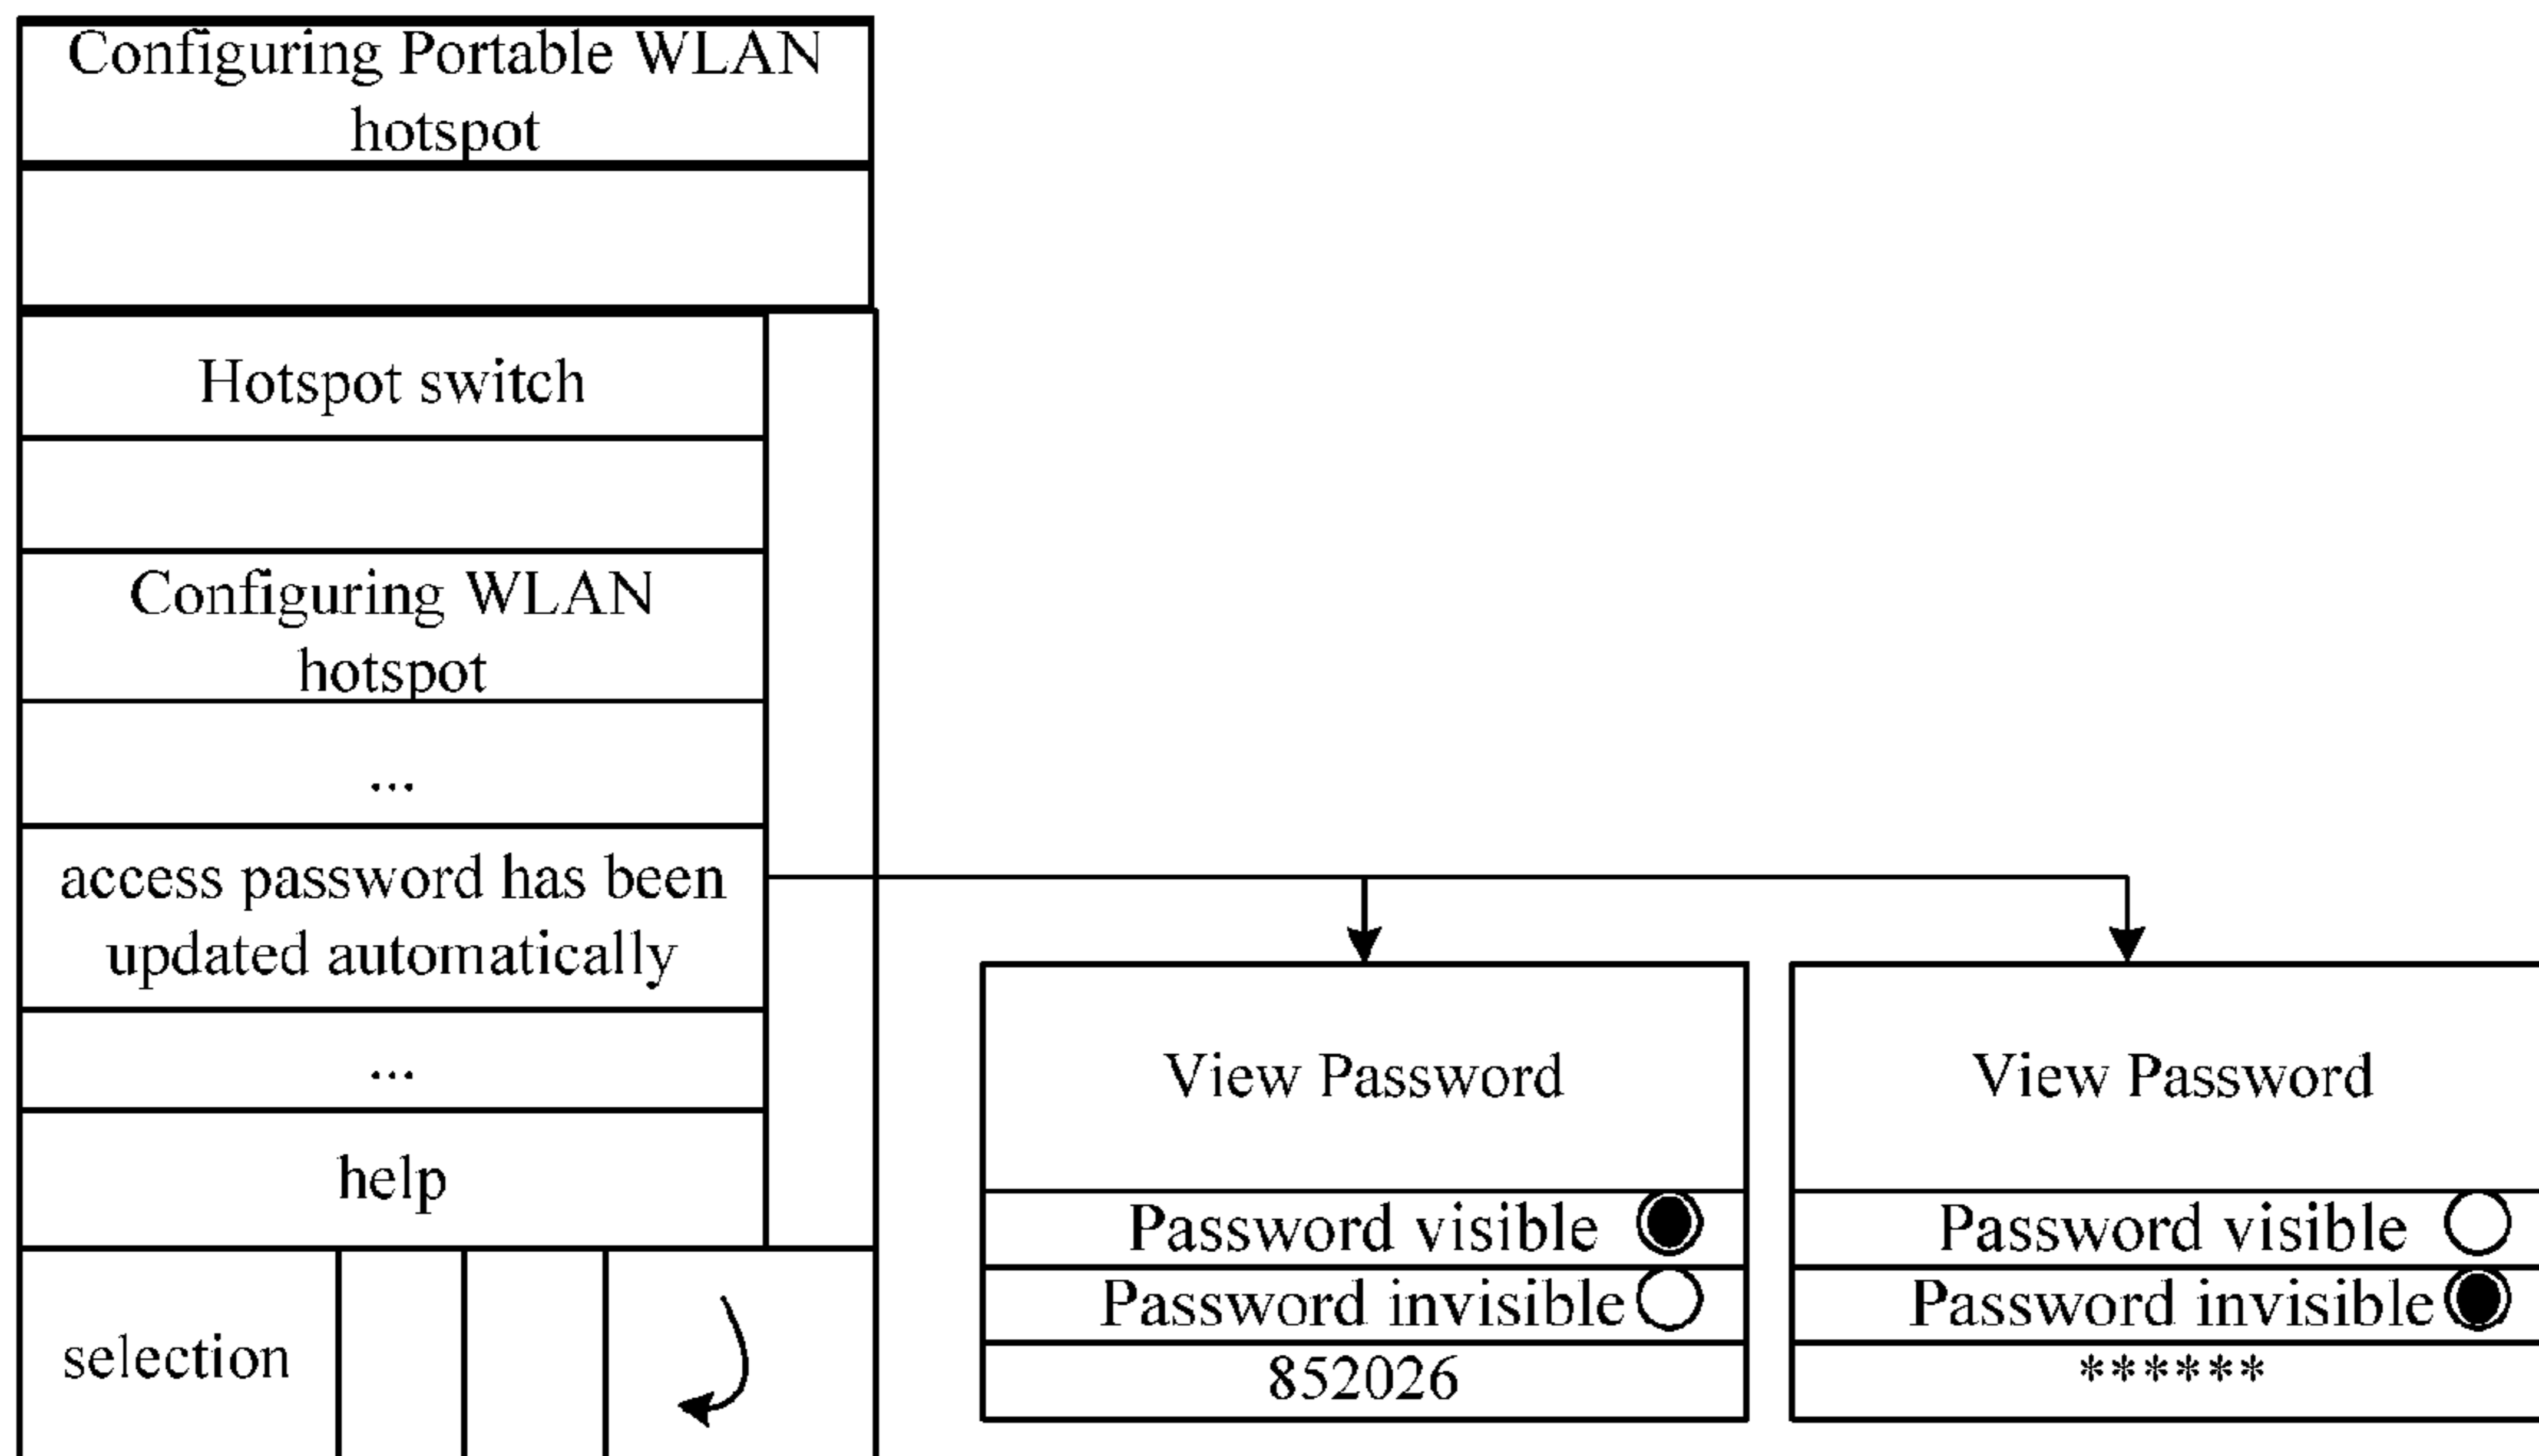 Configuring Portable WLAN
hotspot
Hotspot switch
Configuring WLAN
hotspot
...
access password has been
updated automatically
...
help
selection
View Password
Password visible
Password invisible
852026
View Password
Password visible
Password invisible
******